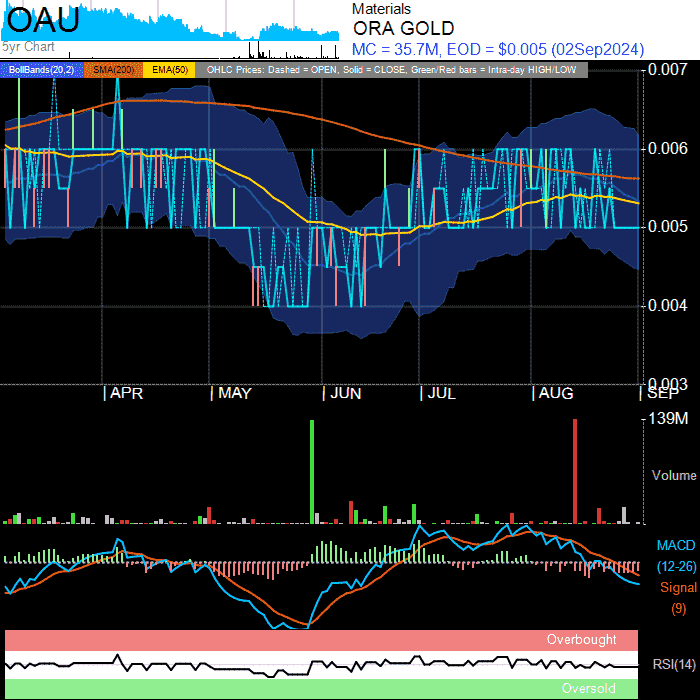 OAU
5yr Chart
Materials
ORA GOLD
MC = 35.7M, EOD = $0.005 (02Sep2024)
BollBands(20,2) SMA(200) EMA(50) OHLC Prices: Dashed = OPEN, Solid = CLOSE, Green/Red bars = Intra-day HIGH/LOW
0.007
0.006
0.005
0.004
0.003
APR MAY JUN JUL AUG SEP
139M
Volume
MACD
(12-26)
Signal
(9)
Overbought
RSI(14)
Oversold